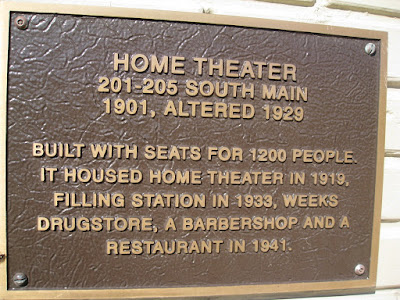 HOME THEATER
201-205 SOUTH MAIN
1901, ALTERED 1929
BUILT WITH SEATS FOR 1200 PEOPLE.
IT HOUSED HOME THEATER IN 1919,
FILLING STATION IN 1933, WEEKS
DRUGSTORE, A BARBERSHOP AND A
RESTAURANT IN 1941.